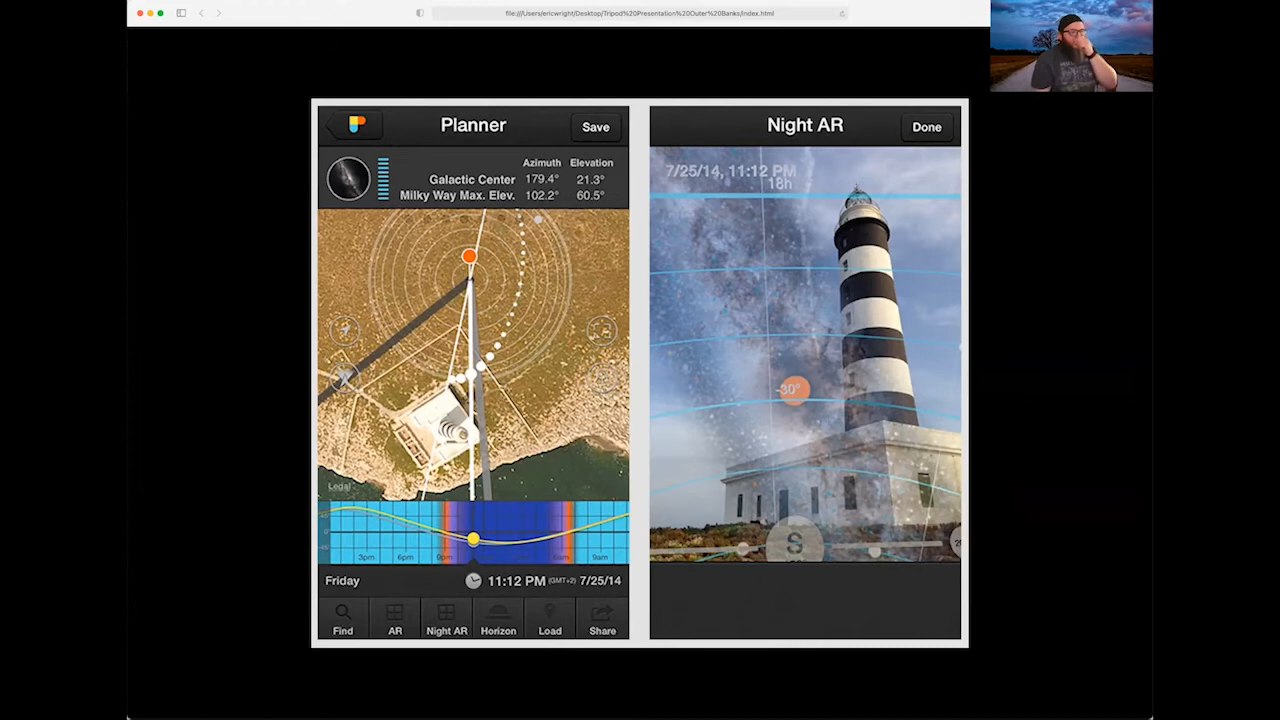 file:///Users/ericwright/Desktop/Tripod%20Presentation%20Outer%20Banks/index.html
Planner
Save
Azimuth Elevation
Galactic Center 179.4° 21.3°
Milky Way Max. Elev. 102.2° 60.5°
Legal
3pm 6pm 9pm 6am 9am
Friday 11:12 PM (GMT+2) 7/25/14
Find AR Night AR Horizon Load Share
Night AR
Done
7/25/14, 11:12 PM
18h
-30°
S